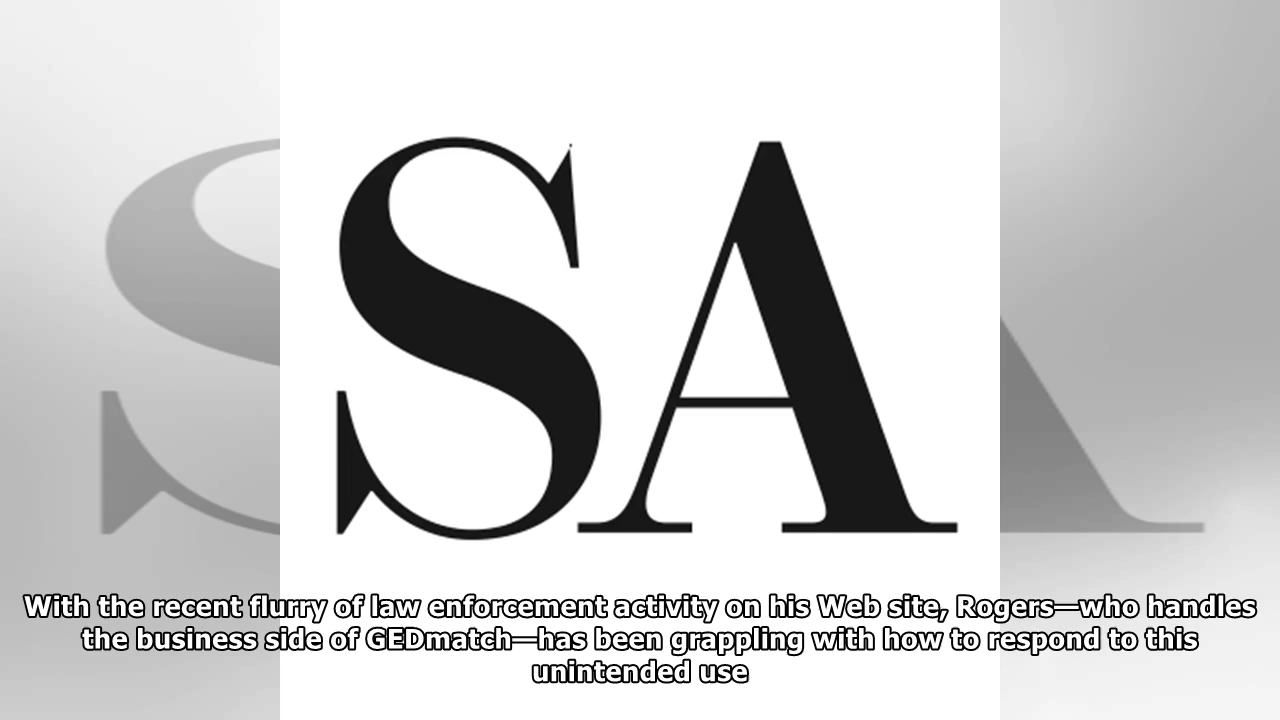 SA
With the recent flurry of law enforcement activity on his Web site, Rogers—who handles
the business side of GEDmatch—has been grappling with how to respond to this
unintended use